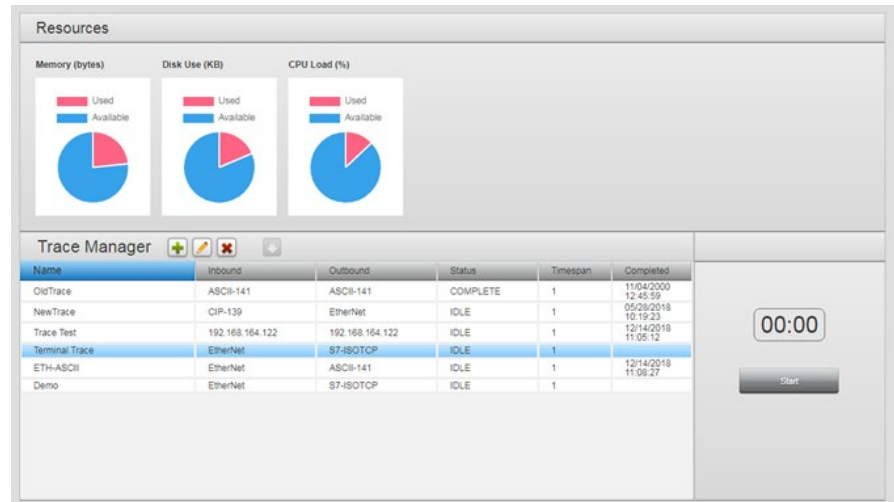 Resources
Memory (bytes) Disk Use (KB) CPU Load (%)
Used Used Used
Available Available Available
Trace Manager
Name Inbound Outbound Status Timespan Completed
OldTrace ASCII-141 ASCII-141 COMPLETE 1 11/04/2000 12:45:59
NewTrace CIP-139 EtherNet IDLE 1 05/28/2018 10:19:23
Trace Test 192.168.164.122 192.168.164.122 IDLE 1 12/14/2018 11:05:12
Terminal Trace EtherNet S7-ISOTCP IDLE 1
ETH-ASCII EtherNet ASCII-141 IDLE 1 12/14/2018 11:08:27
Demo EtherNet S7-ISOTCP IDLE 1
00:00
Start